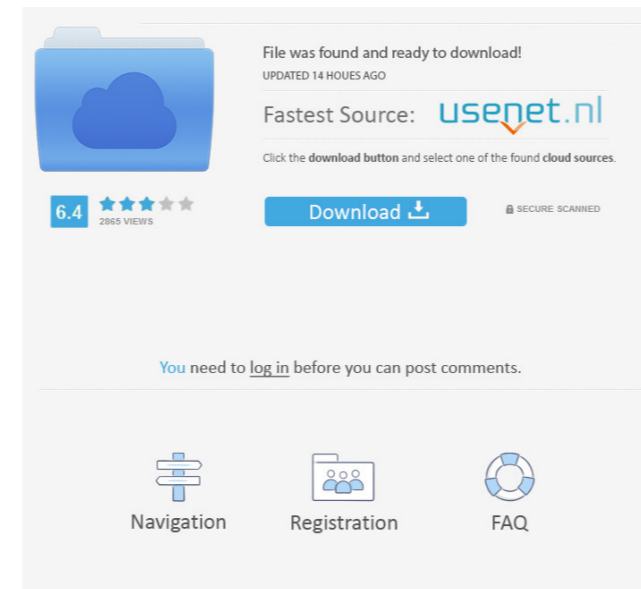 File was found and ready to download!
UPDATED 14 HOUES AGO
Fastest Source: usenet.nl
Click the download button and select one of the found cloud sources.
6.4
2865 VIEWS
Download
SECURE SCANNED
You need to log in before you can post comments.
Navigation
Registration
FAQ